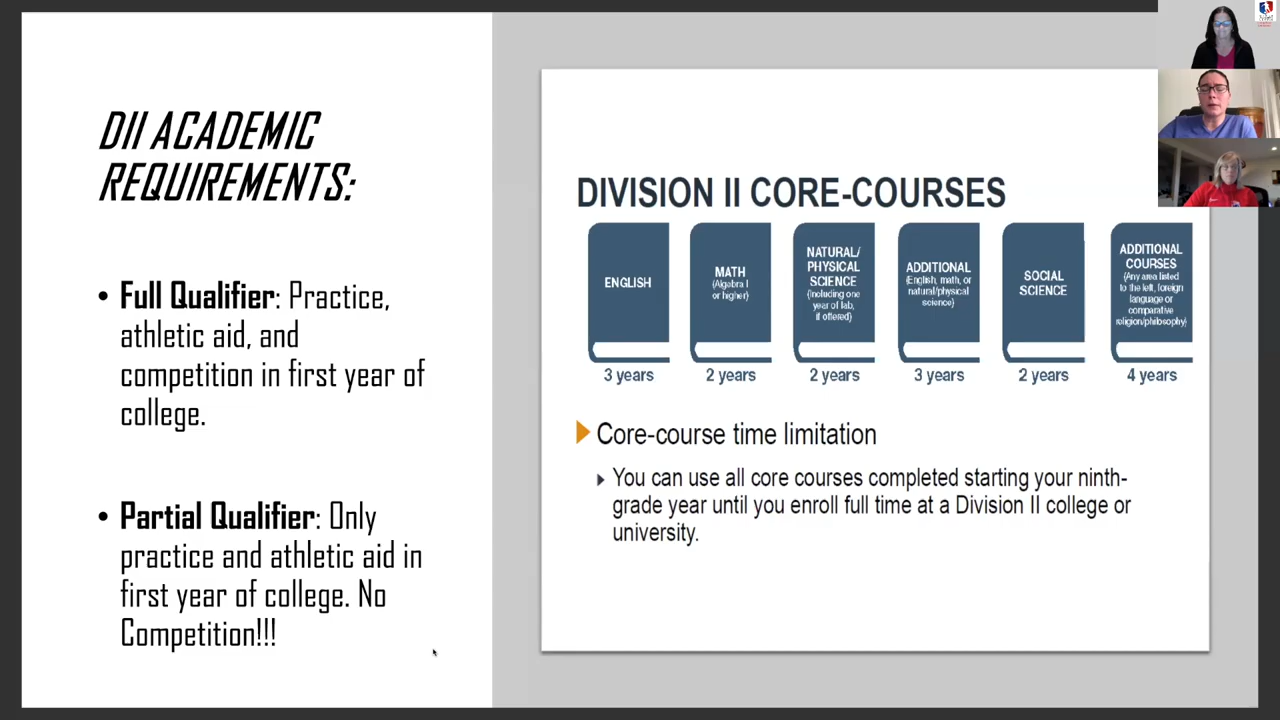 DII ACADEMIC
REQUIREMENTS:
• Full Qualifier: Practice,
athletic aid, and
competition in first year of
college.
• Partial Qualifier: Only
practice and athletic aid in
first year of college. No
Competition!!!
DIVISION II CORE-COURSES
ENGLISH
3 years
MATH
(Algebra I
or higher)
2 years
NATURAL/
PHYSICAL
SCIENCE
(Including one
year of lab,
if offered)
2 years
ADDITIONAL
(English, math, or
natural/physical
science)
3 years
SOCIAL
SCIENCE
2 years
ADDITIONAL
COURSES
(Any area listed
to the left, foreign
language or
comparative
religion/philosophy)
4 years
Core-course time limitation
You can use all core courses completed starting your ninth-
grade year until you enroll full time at a Division II college or
university.